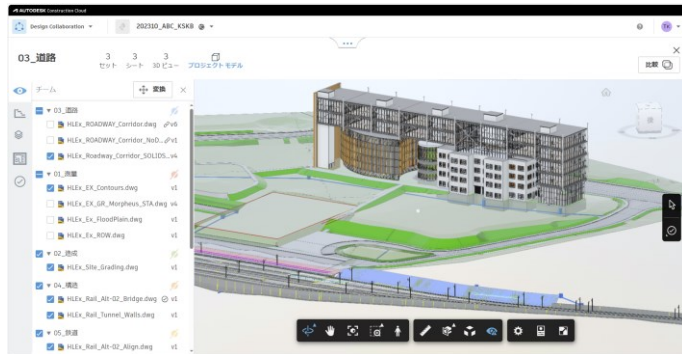 AUTODESK Construction Cloud
Design Collaboration
202310_ABC_KSKB
TK
03_道路
3 セット
3 シート
3 3D ビュー
プロジェクト モデル
比較
チーム
変換
03_道路
HLEx_ROADWAY_Corridor.dwg v6
HLEx_ROADWAY_Corridor_NoD... v1
HLEx_Roadway_Corridor_SOLIDS.. v4
01_測量
HLEx_EX_Contours.dwg v1
HLEx_EX_GR_Morpheus_STA.dwg v4
HLEx_Ex_FloodPlain.dwg v1
HLEx_Ex_ROW.dwg v1
02_造成
HLEx_Site_Grading.dwg v1
04_構造
HLEx_Rail_Alt-02_Bridge.dwg v1
HLEx_Rail_Tunnel_Walls.dwg v1
05_鉄道
HLEx_Rail_Alt-02_Align.dwg v1